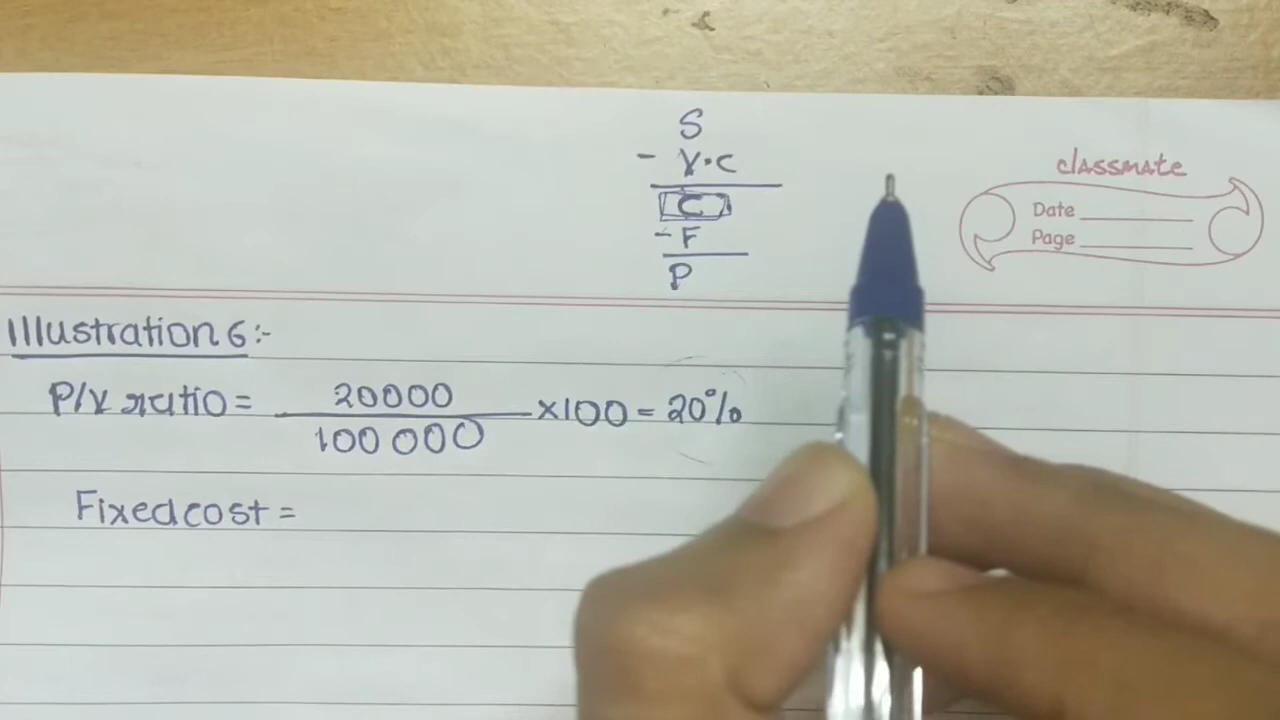 S
- V.C
C
- F
P
classmate
Date
Page
Illustration 6:-
P/V ratio = 20000 / 100 000 ×100 = 20%
Fixed cost =